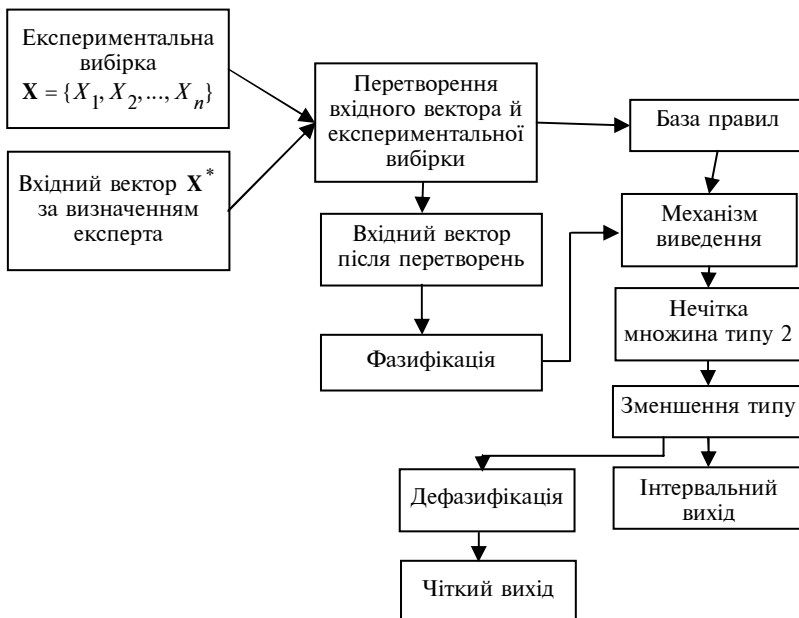 Експериментальна
вибірка
X = {X1, X2,..., Xn}
Вхідний вектор X*
за визначенням
експерта
Перетворення
вхідного вектора й
експериментальної
вибірки
База правил
Вхідний вектор
після перетворень
Механізм
виведення
Фазифікація
Нечітка
множина типу 2
Зменшення типу
Дефазифікація
Інтервальний
вихід
Чіткий вихід